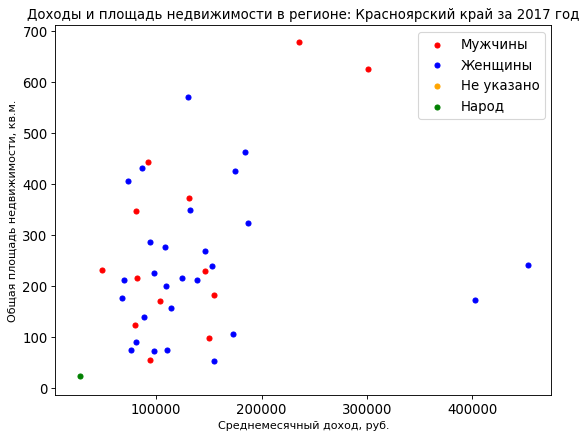 Доходы и площадь недвижимости в регионе: Красноярский край за 2017 год
Мужчины
Женщины
Не указано
Народ
Общая площадь недвижимости, кв.м.
700
600
500
400
300
200
100
0
100000
200000
300000
400000
Среднемесячный доход, руб.